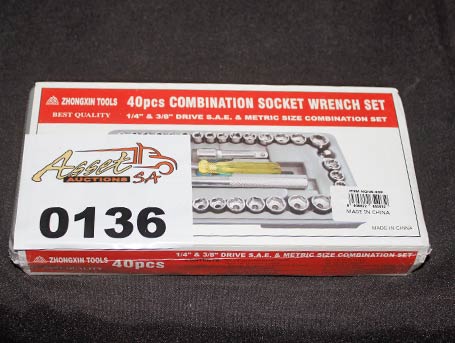 ZHONGXIN TOOLS
BEST QUALITY
40pcs COMBINATION SOCKET WRENCH SET
1/4" & 3/8" DRIVE S.A.E. & METRIC SIZE COMBINATION SET
Asset
AUCTIONS SA
0136
MADE IN CHINA
MADE IN CHINA
ZHONGXIN TOOLS
BEST QUALITY
40pcs
1/4" & 3/8" DRIVE S.A.E. & METRIC SIZE COMBINATION SET